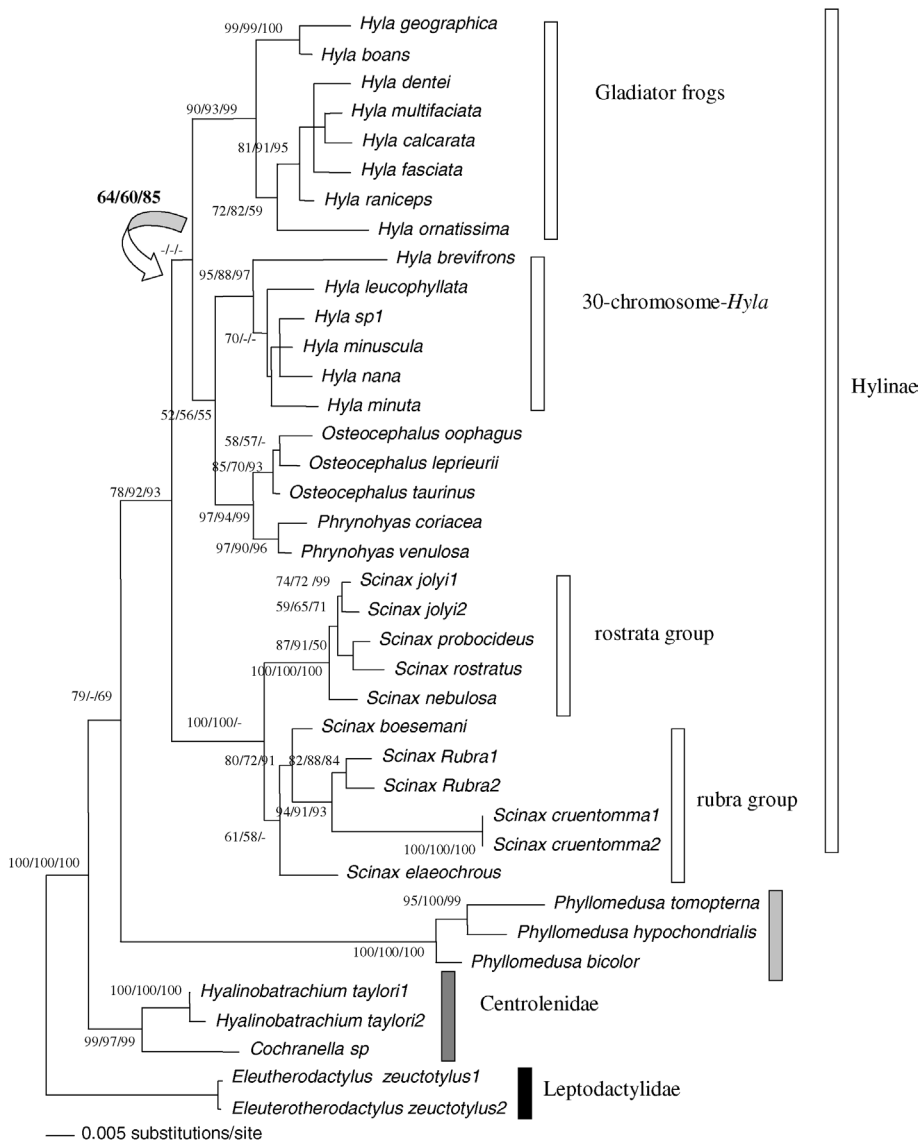 99/99/100
Hyla geographica
Hyla boans
Hyla dentei
Gladiator frogs
90/93/99
Hyla multifaciata
Hyla calcarata
81/91/95
Hyla fasciata
64/60/85
Hyla raniceps
72/82/59
Hyla ornatissima
-/-/-
Hyla brevifrons
95/88/97
Hyla leucophyllata
30-chromosome-Hyla
Hyla sp1
70/-/-
Hyla minuscula
Hyla nana
Hylinae
Hyla minuta
52/56/55
Osteocephalus oophagus
58/57/-
Osteocephalus leprieurii
85/70/93
Osteocephalus taurinus
78/92/93
97/94/99
Phrynohyas coriacea
97/90/96
Phrynohyas venulosa
74/72 /99
Scinax jolyi1
59/65/71
Scinax jolyi2
rostrata group
87/91/50
Scinax probocideus
100/100/100
Scinax rostratus
79/-/69
Scinax nebulosa
100/100/-
Scinax boesemani
80/72/91
82/88/84
Scinax Rubra1
Scinax Rubra2
rubra group
94/91/93
Scinax cruentomma1
61/58/-
100/100/100
Scinax cruentomma2
100/100/100
Scinax elaeochrous
95/100/99
Phyllomedusa tomopterna
Phyllomedusa hypochondrialis
100/100/100
Phyllomedusa bicolor
100/100/100
Hyalinobatrachium taylori1
Centrolenidae
Hyalinobatrachium taylori2
99/97/99
Cochranella sp
Eleutherodactylus zeuctotylus1
Leptodactylidae
Eleuterotherodactylus zeuctotylus2
0.005 substitutions/site